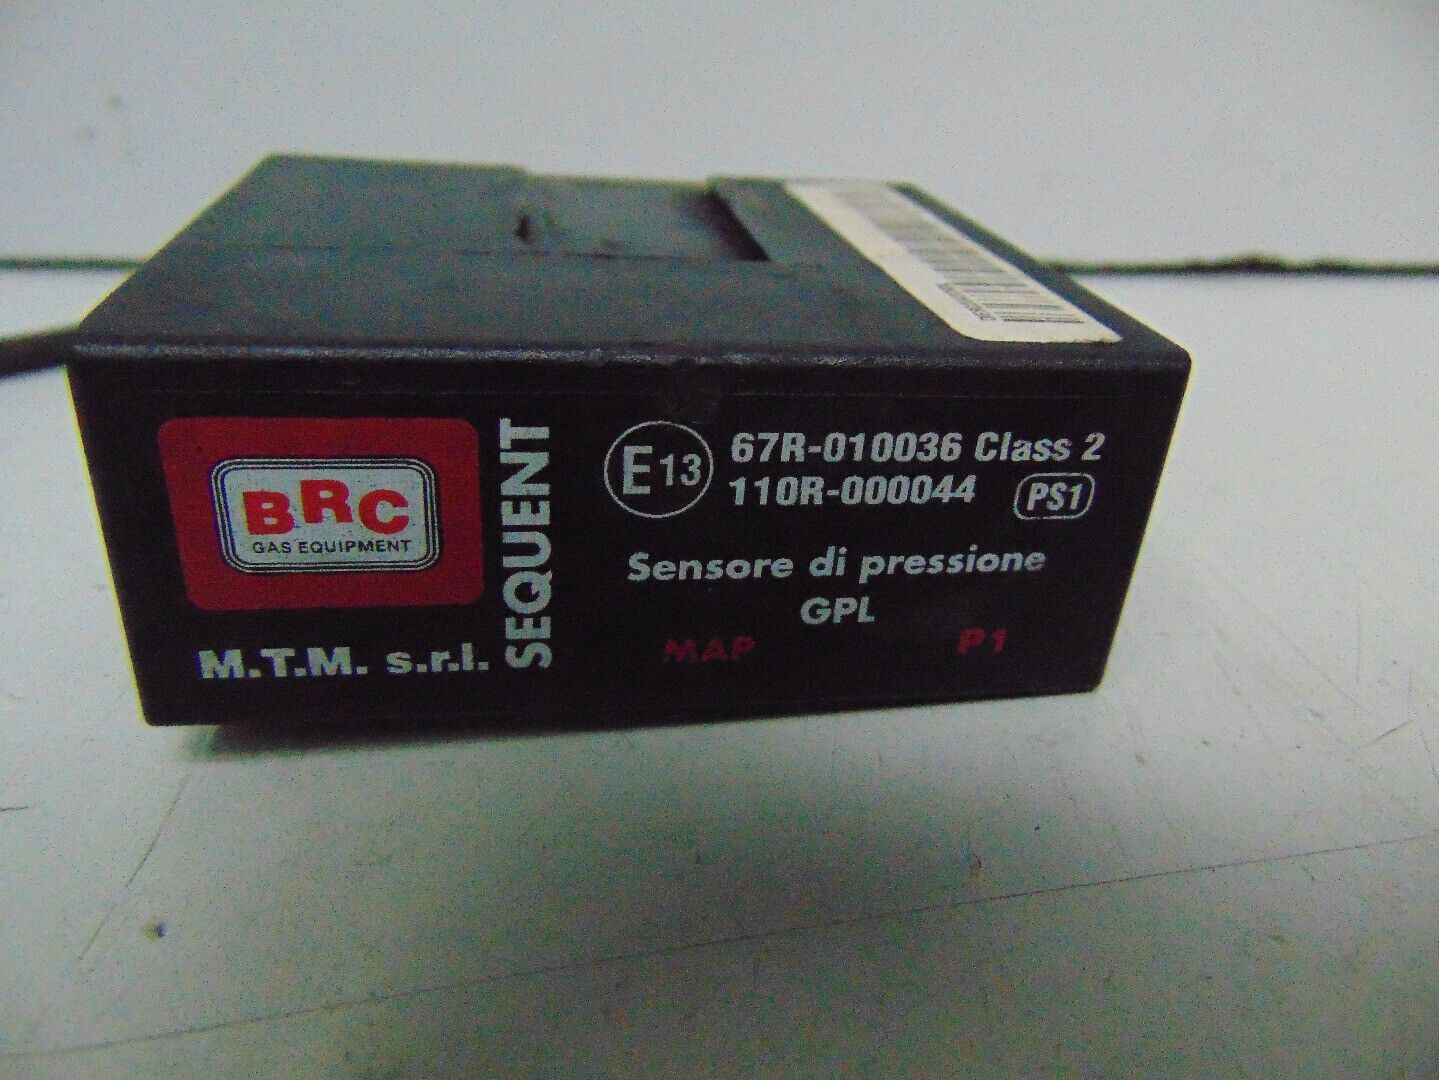 BRC
GAS EQUIPMENT
M.T.M. s.r.l.
SEQUENT
E13
67R-010036 Class 2
110R-000044 PS1
Sensore di pressione
GPL
MAP P1